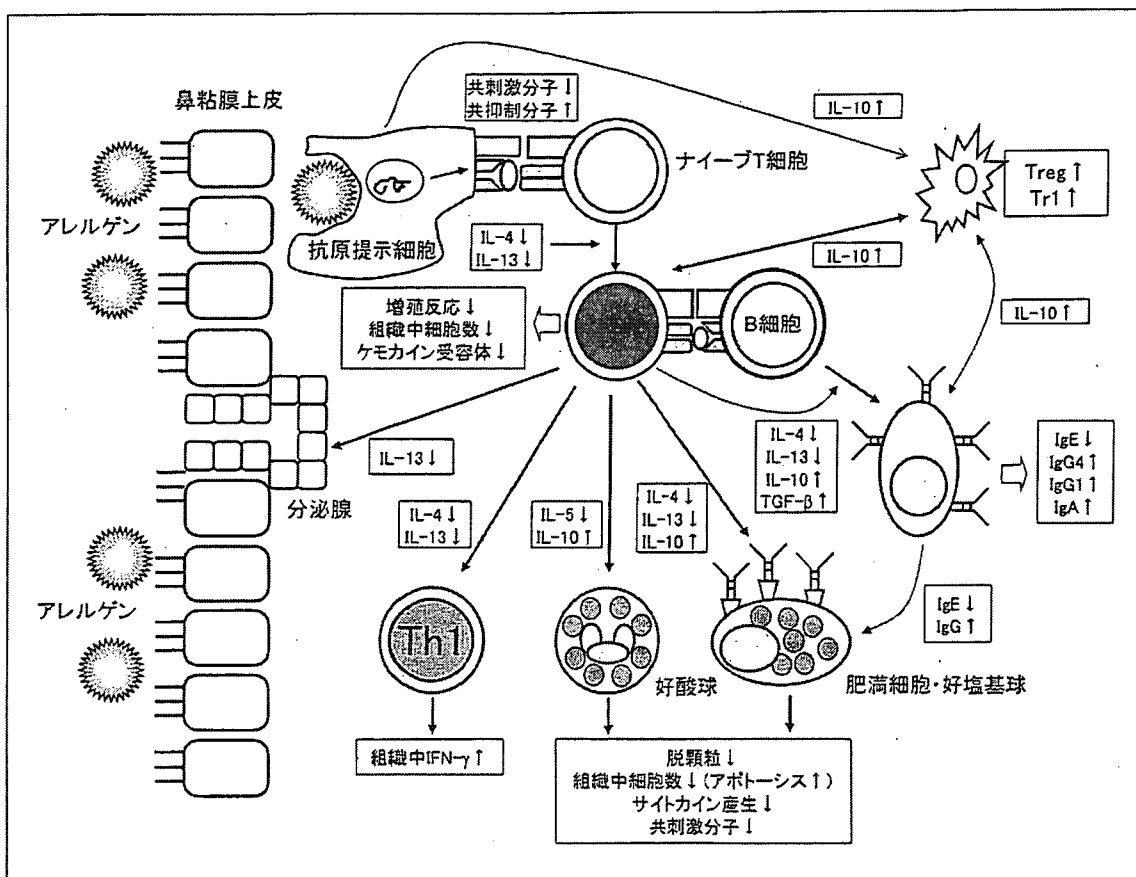 鼻粘膜上皮
アレルゲン
共刺激分子↓
共抑制分子↑
抗原提示細胞
ナイーブT細胞
IL-10↑
Treg↑
Tr1↑
IL-4↓
IL-13↓
IL-10↑
増殖反応↓
組織中細胞数↓
ケモカイン受容体↓
B細胞
IL-10↑
IL-13↓
分泌腺
IL-4↓
IL-13↓
IL-5↓
IL-10↑
IL-4↓
IL-13↓
IL-10↑
IL-4↓
IL-13↓
IL-10↑
TGF-β↑
IgE↓
IgG4↑
IgG1↑
IgA↑
アレルゲン
Th1
好酸球
肥満細胞・好塩基球
IgE↓
IgG↑
組織中IFN-γ↑
脱顆粒↓
組織中細胞数↓(アポトーシス↑)
サイトカイン産生↓
共刺激分子↓